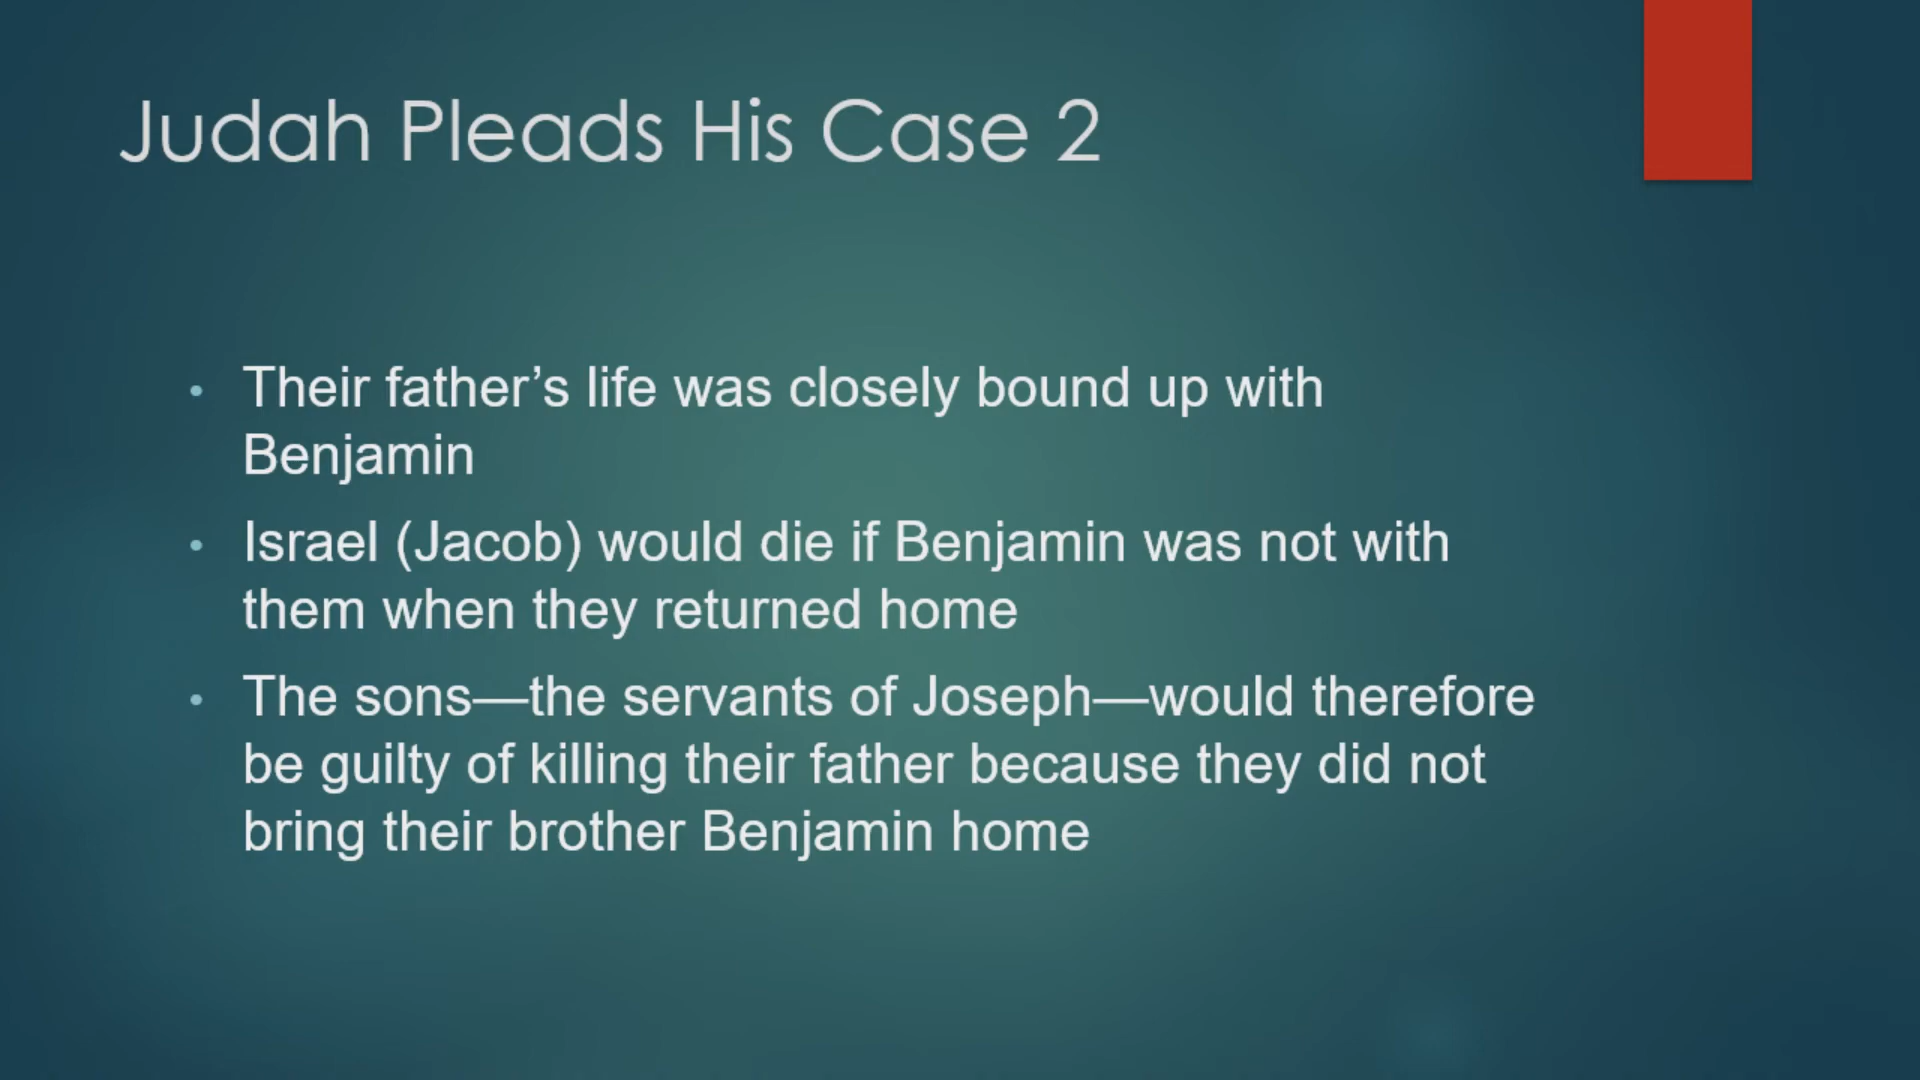 Judah Pleads His Case 2
• Their father’s life was closely bound up with
Benjamin
• Israel (Jacob) would die if Benjamin was not with
them when they returned home
• The sons—the servants of Joseph—would therefore
be guilty of killing their father because they did not
bring their brother Benjamin home